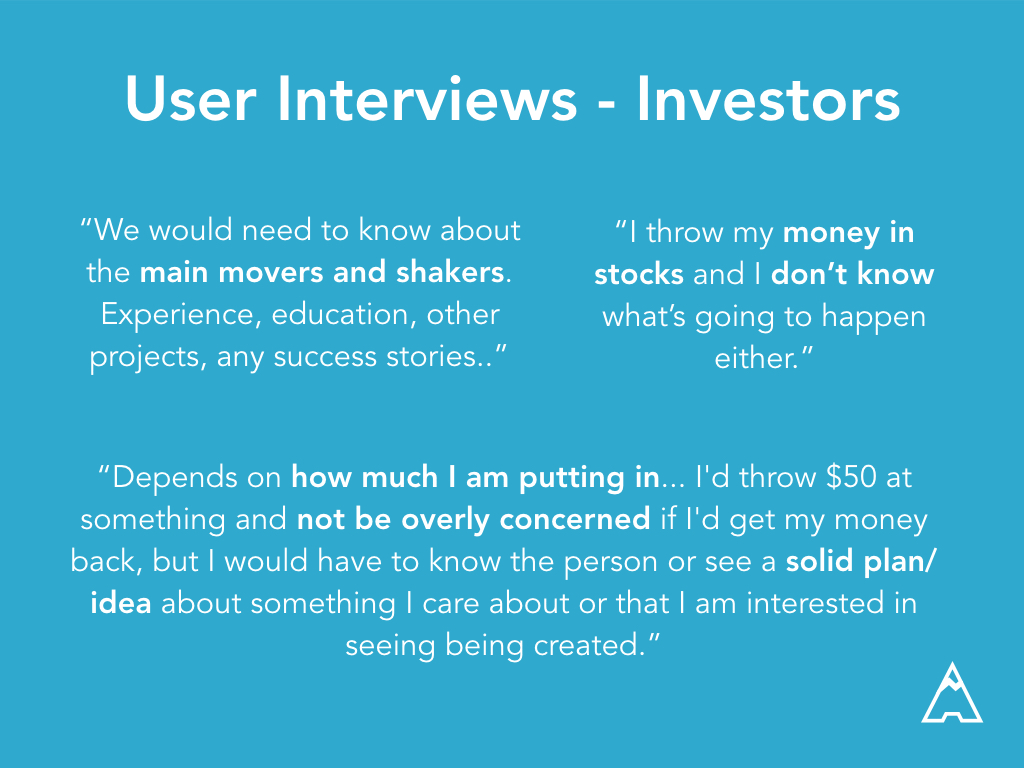 User Interviews - Investors
“We would need to know about
the main movers and shakers.
Experience, education, other
projects, any success stories..”
“I throw my money in
stocks and I don’t know
what’s going to happen
either.”
“Depends on how much I am putting in... I'd throw $50 at
something and not be overly concerned if I'd get my money
back, but I would have to know the person or see a solid plan/
idea about something I care about or that I am interested in
seeing being created.”